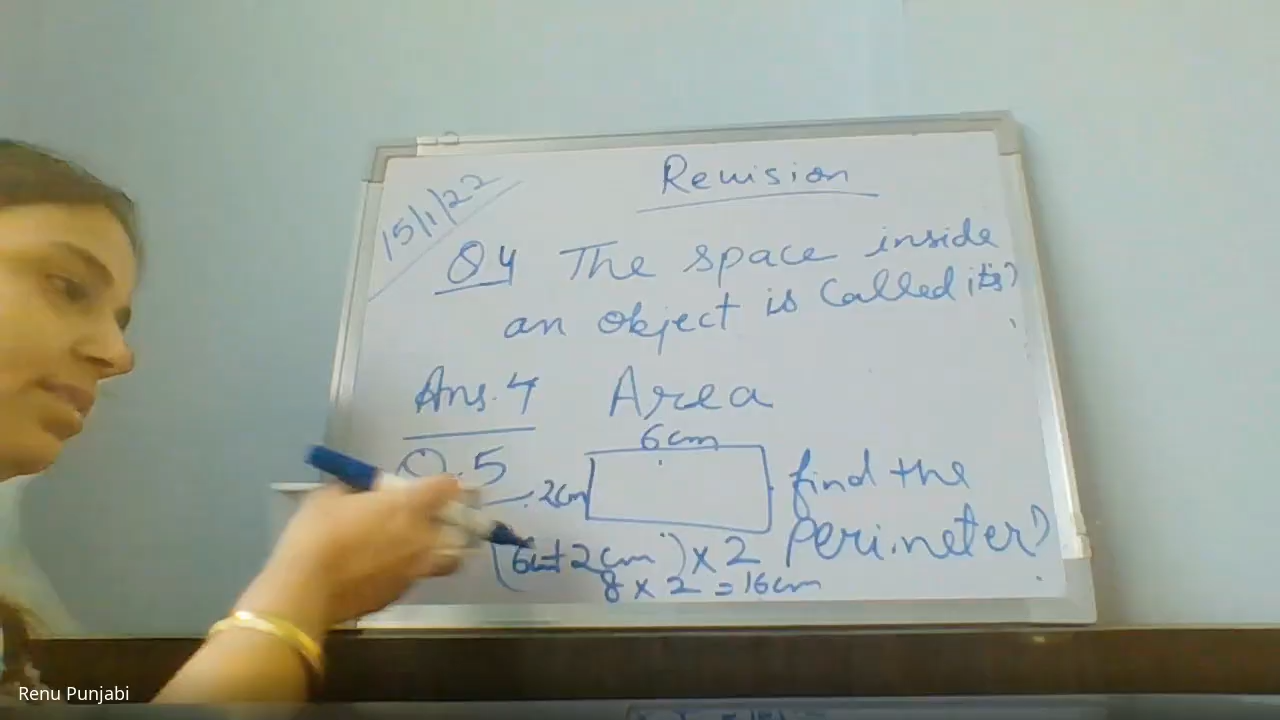 Revision
15/1/22
Q 4 The space inside
an object is called its?
Ans. 4 Area
6cm
Q.5 2cm find the
(6cm+2cm) x 2 Perimeter?
8 x 2 = 16cm
Renu Punjabi